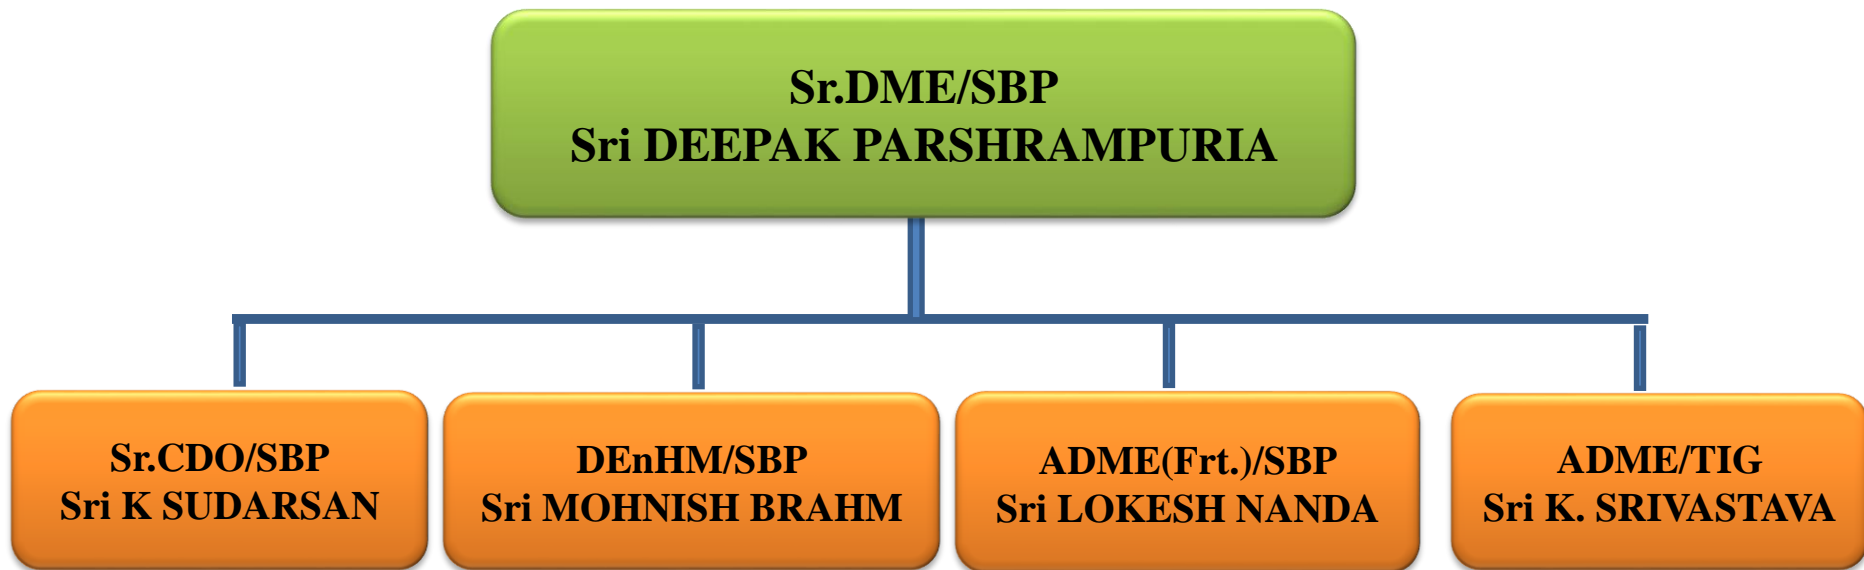 Sr.DME/SBP
Sri DEEPAK PARSHRAMPURIA
Sr.CDO/SBP
Sri K SUDARSAN
DEnHM/SBP
Sri MOHNISH BRAHM
ADME(Frt.)/SBP
Sri LOKESH NANDA
ADME/TIG
Sri K. SRIVASTAVA